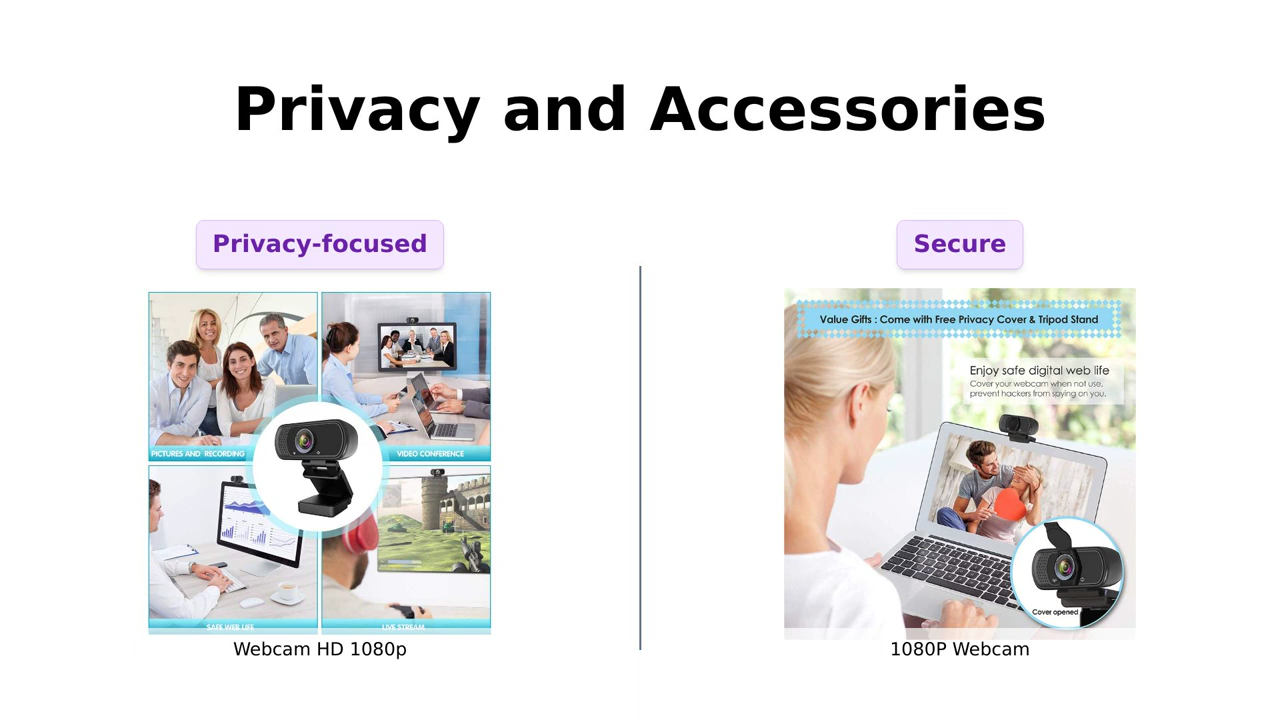 Privacy and Accessories
Privacy-focused
PICTURES AND RECORDING
VIDEO CONFERENCE
SAFE WEB LIFE
LIVE STREAM
Webcam HD 1080p
Secure
Value Gifts : Come with Free Privacy Cover & Tripod Stand
Enjoy safe digital web life
Cover your webcam when not use,
prevent hackers from spying on you.
Cover opened
1080P Webcam